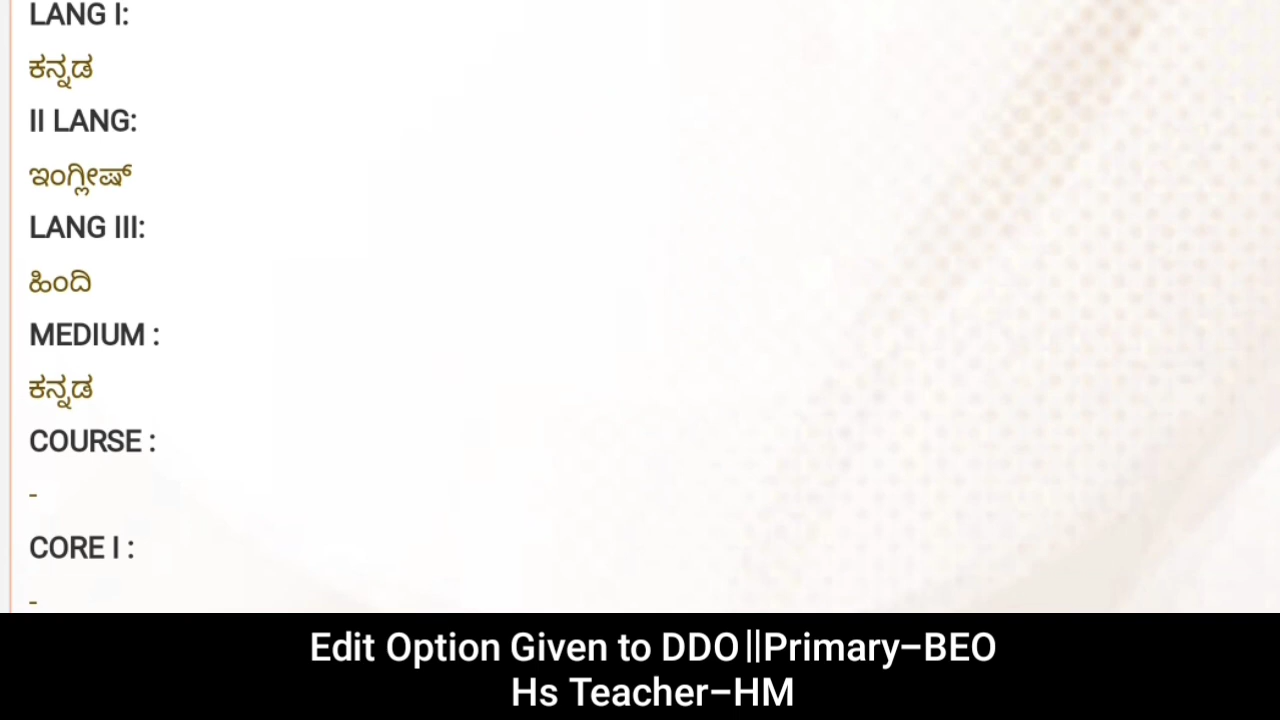 LANG I:
ಕನ್ನಡ
II LANG:
ಇಂಗ್ಲೀಷ್
LANG III:
ಹಿಂದಿ
MEDIUM :
ಕನ್ನಡ
COURSE :
-
CORE I :
-
Edit Option Given to DDO||Primary–BEO
Hs Teacher–HM